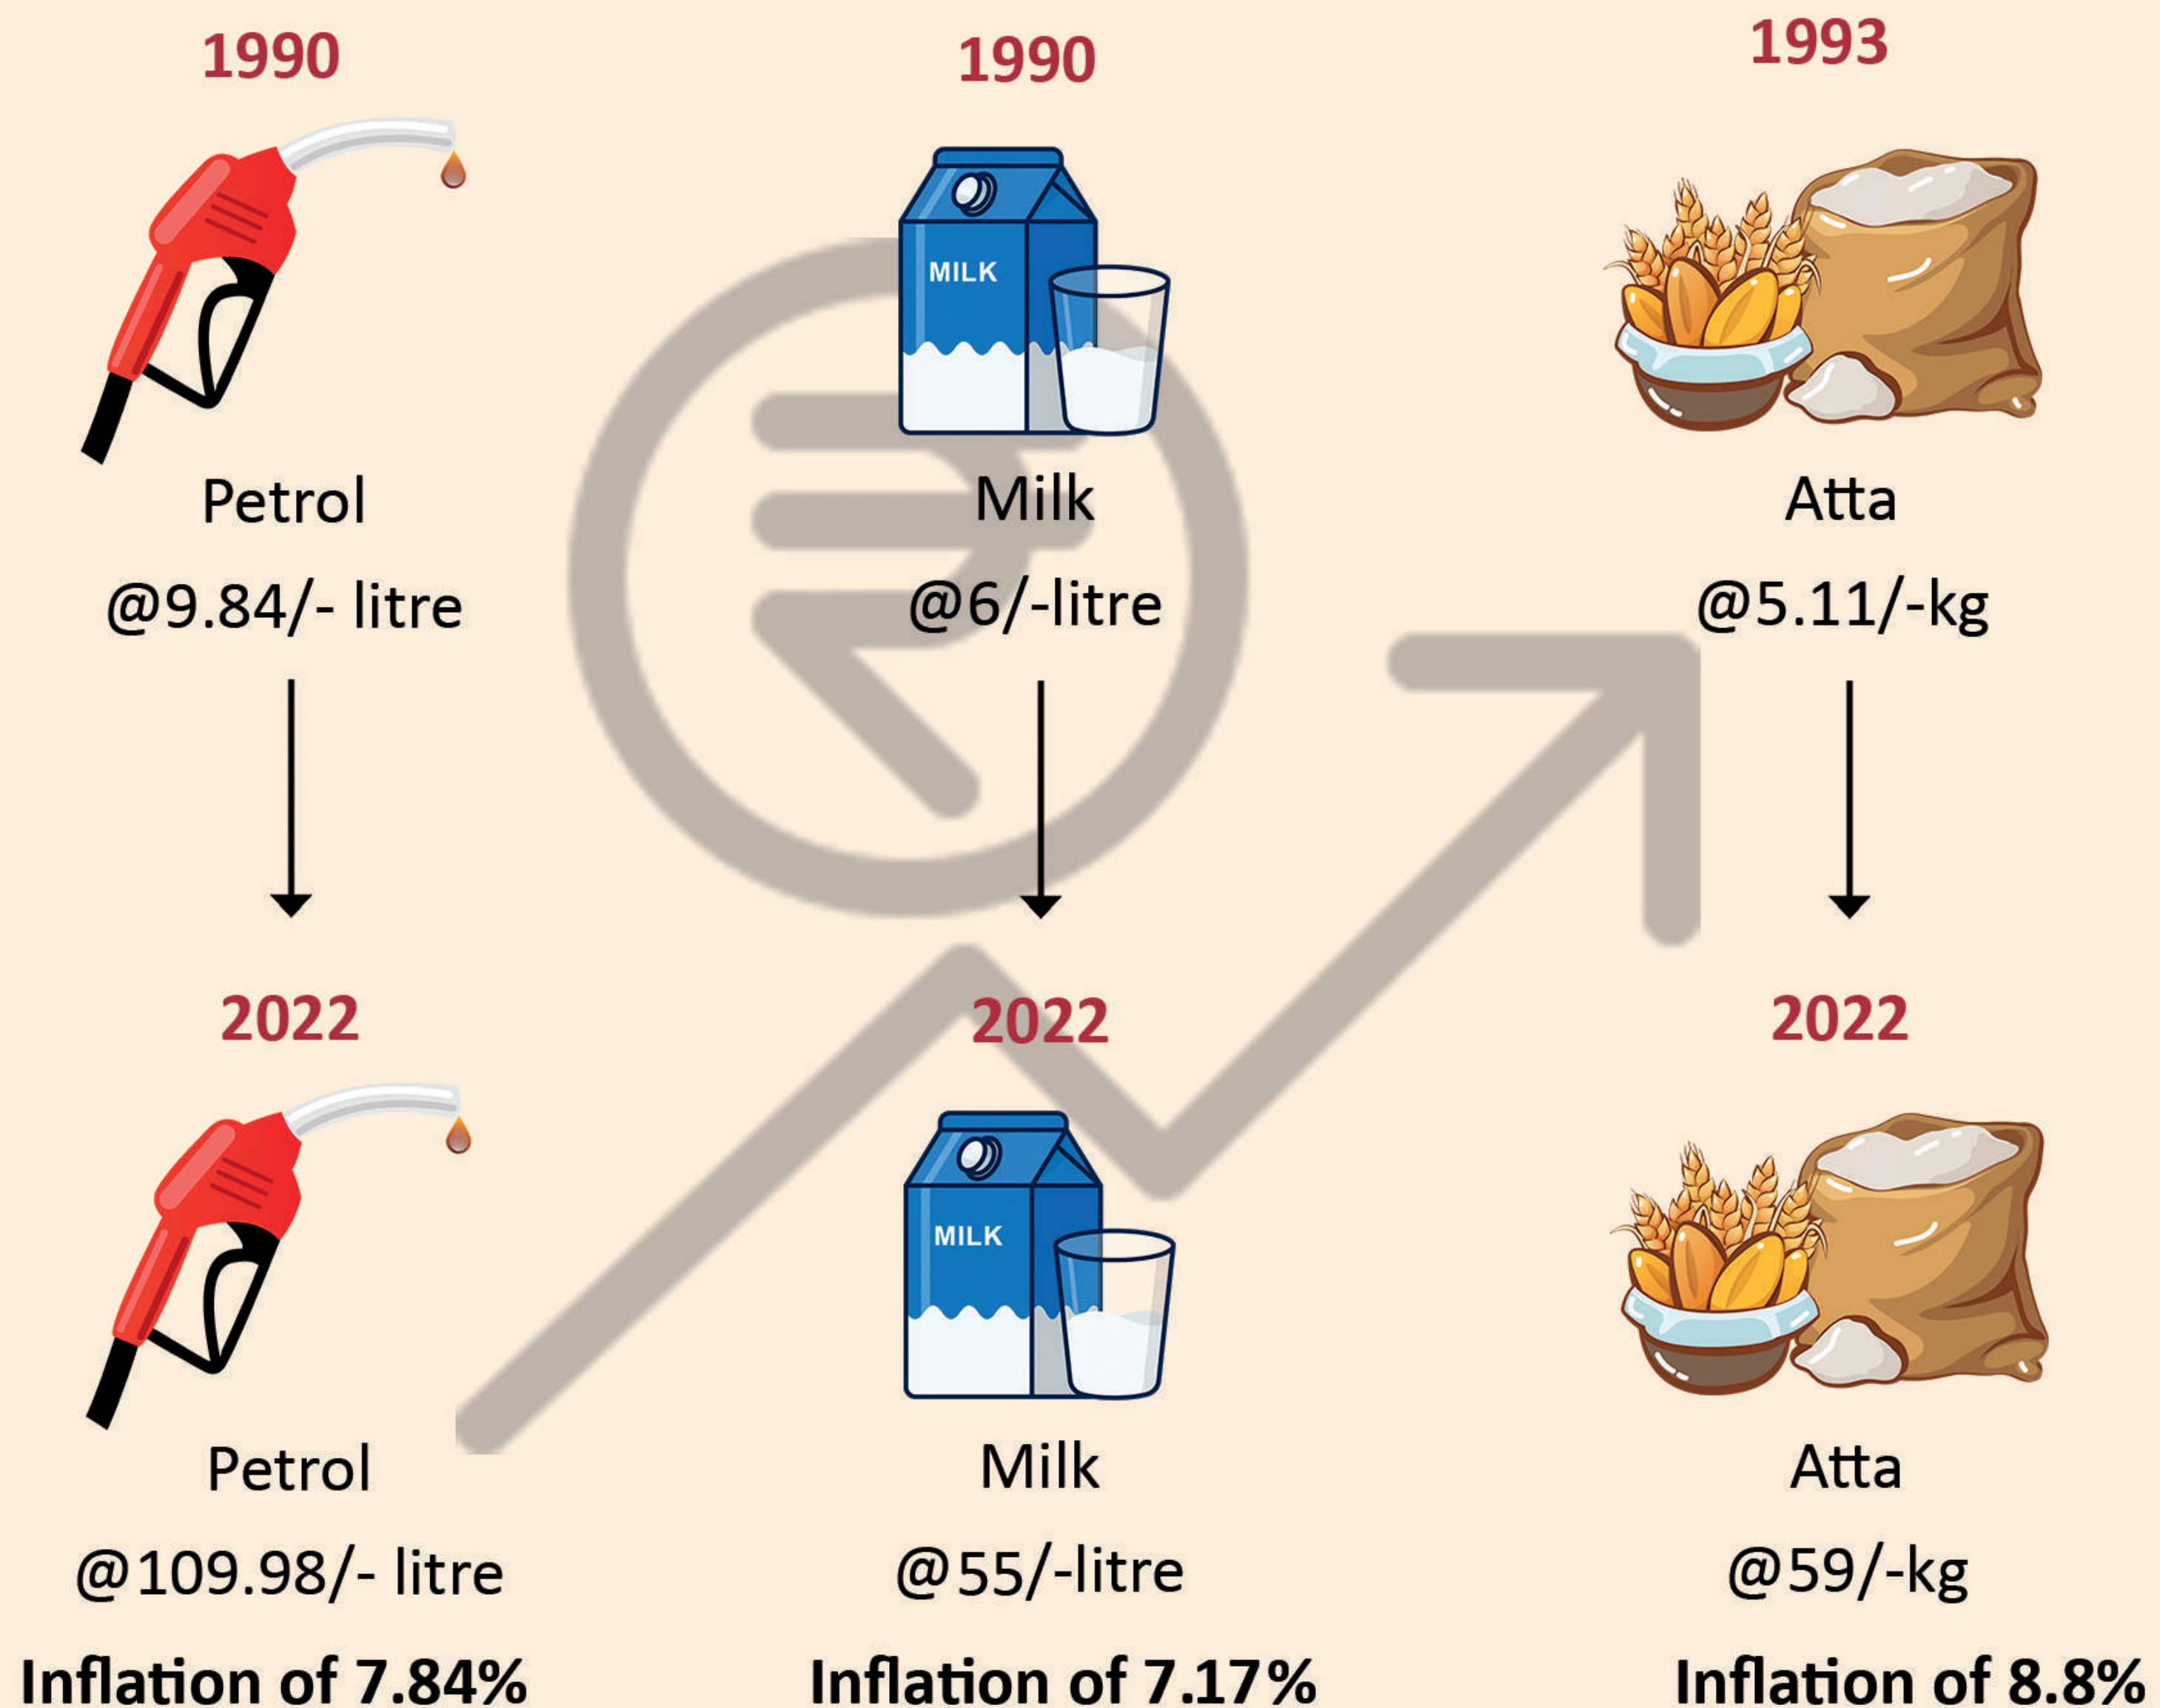 1990
MILK
Petrol
@9.84/- litre
2022
Petrol
@109.98/- litre
Inflation of 7.84%
1990
MILK
Milk
@6/-litre
2022
MILK
Milk
@55/-litre
Inflation of 7.17%
1993
Atta
@5.11/-kg
2022
Atta
@59/-kg
Inflation of 8.8%